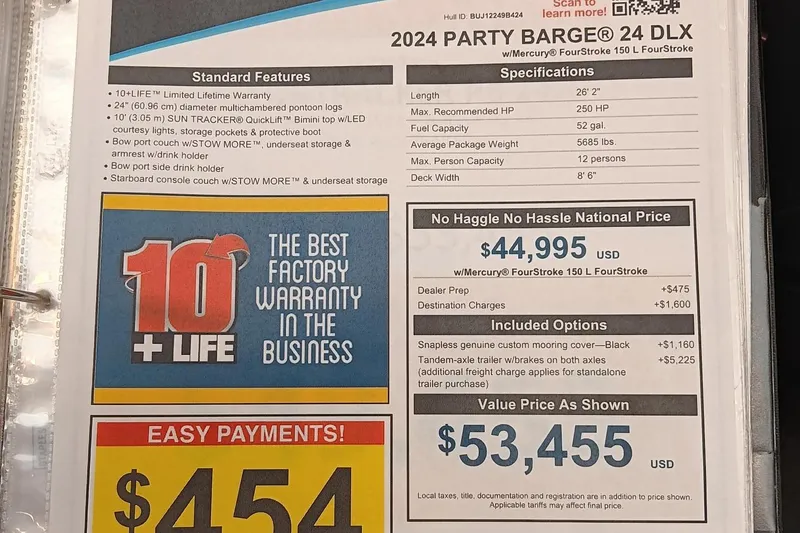 Scan to
learn more!
Hull ID: BUJ12249B424
2024 PARTY BARGE® 24 DLX
w/Mercury® FourStroke 150 L FourStroke
Standard Features
• 10+LIFE™ Limited Lifetime Warranty
• 24" (60.96 cm) diameter multichambered pontoon logs
• 10' (3.05 m) SUN TRACKER® QuickLift™ Bimini top w/LED
courtesy lights, storage pockets & protective boot
• Bow port couch w/STOW MORE™, underseat storage &
armrest w/drink holder
• Bow port side drink holder
• Starboard console couch w/STOW MORE™ & underseat storage
Specifications
Length 26' 2"
Max. Recommended HP 250 HP
Fuel Capacity 52 gal.
Average Package Weight 5685 lbs.
Max. Person Capacity 12 persons
Deck Width 8' 6"
10
+ LIFE
THE BEST
FACTORY
WARRANTY
IN THE
BUSINESS
No Haggle No Hassle National Price
$44,995 USD
w/Mercury® FourStroke 150 L FourStroke
Dealer Prep +$475
Destination Charges +$1,600
Included Options
Snapless genuine custom mooring cover—Black +$1,160
Tandem-axle trailer w/brakes on both axles +$5,225
(additional freight charge applies for standalone
trailer purchase)
Value Price As Shown
$53,455 USD
Local taxes, title, documentation and registration are in addition to price shown.
Applicable tariffs may affect final price.
EASY PAYMENTS!
$454